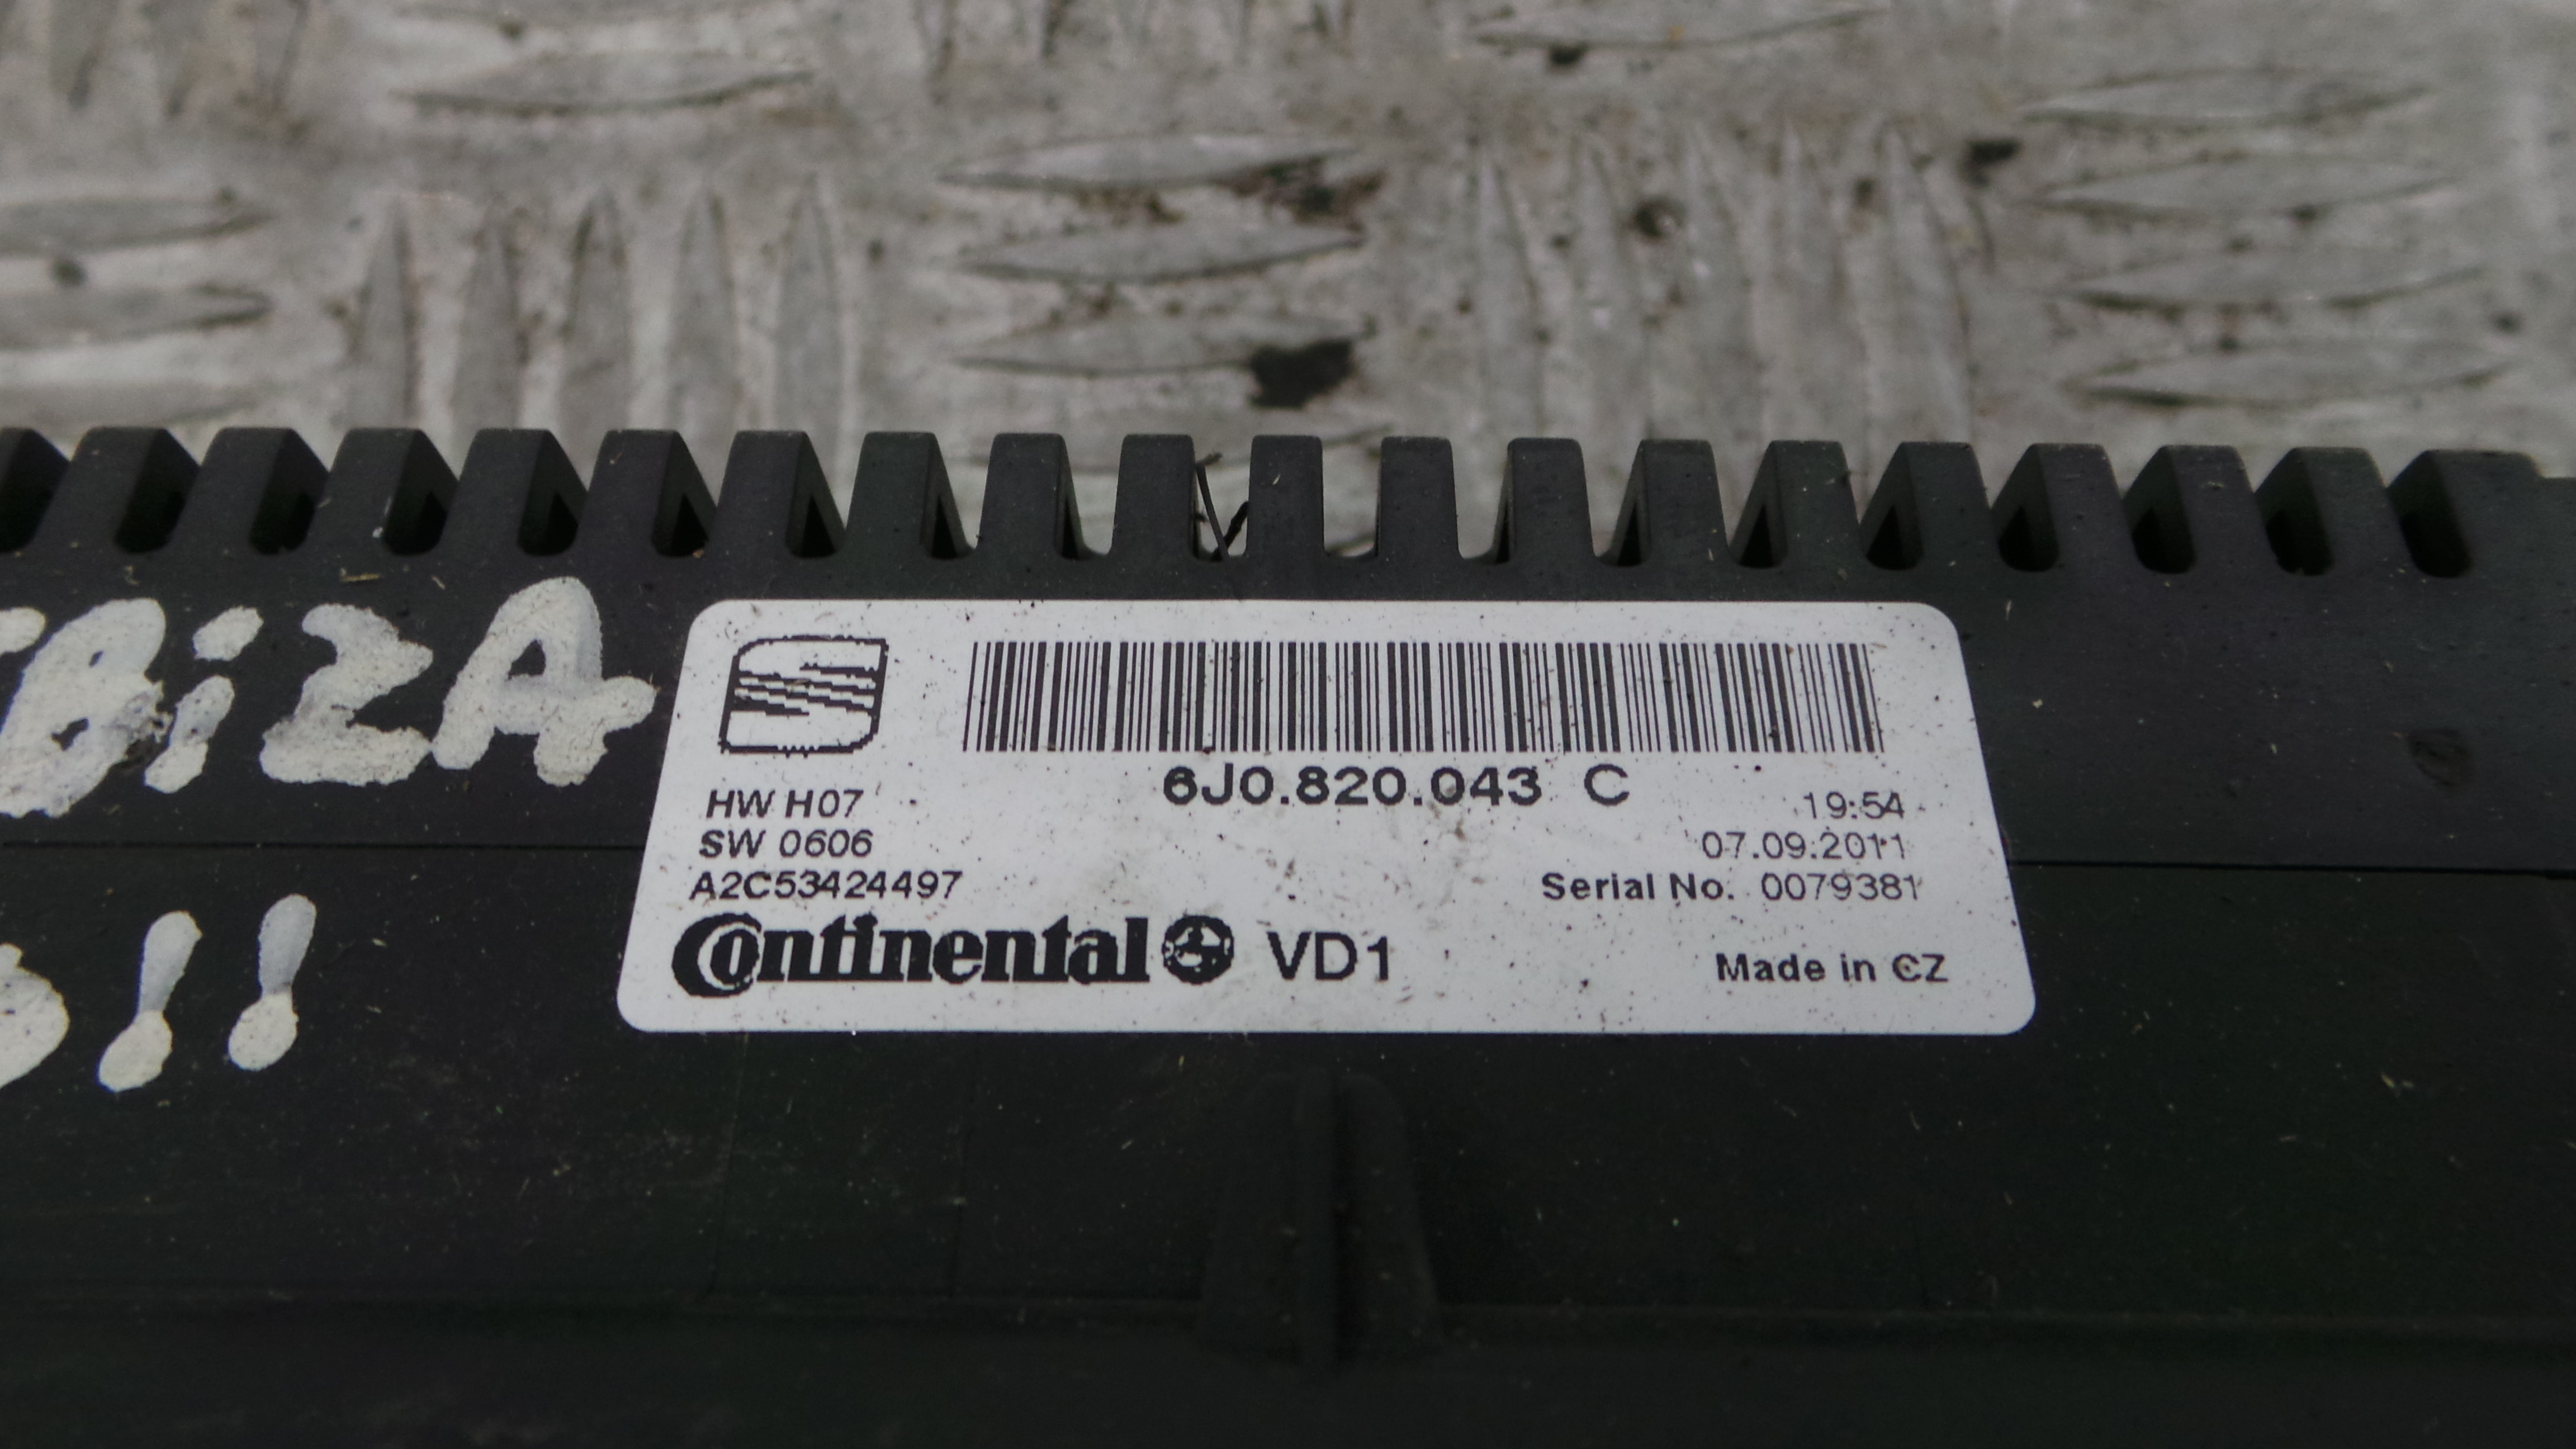 BiZA
!!
6J0.820.043 C
HW H07
SW 0606
A2C53424497
19:54
07.09.2011
Serial No. 0079381
Continental VD1
Made in CZ